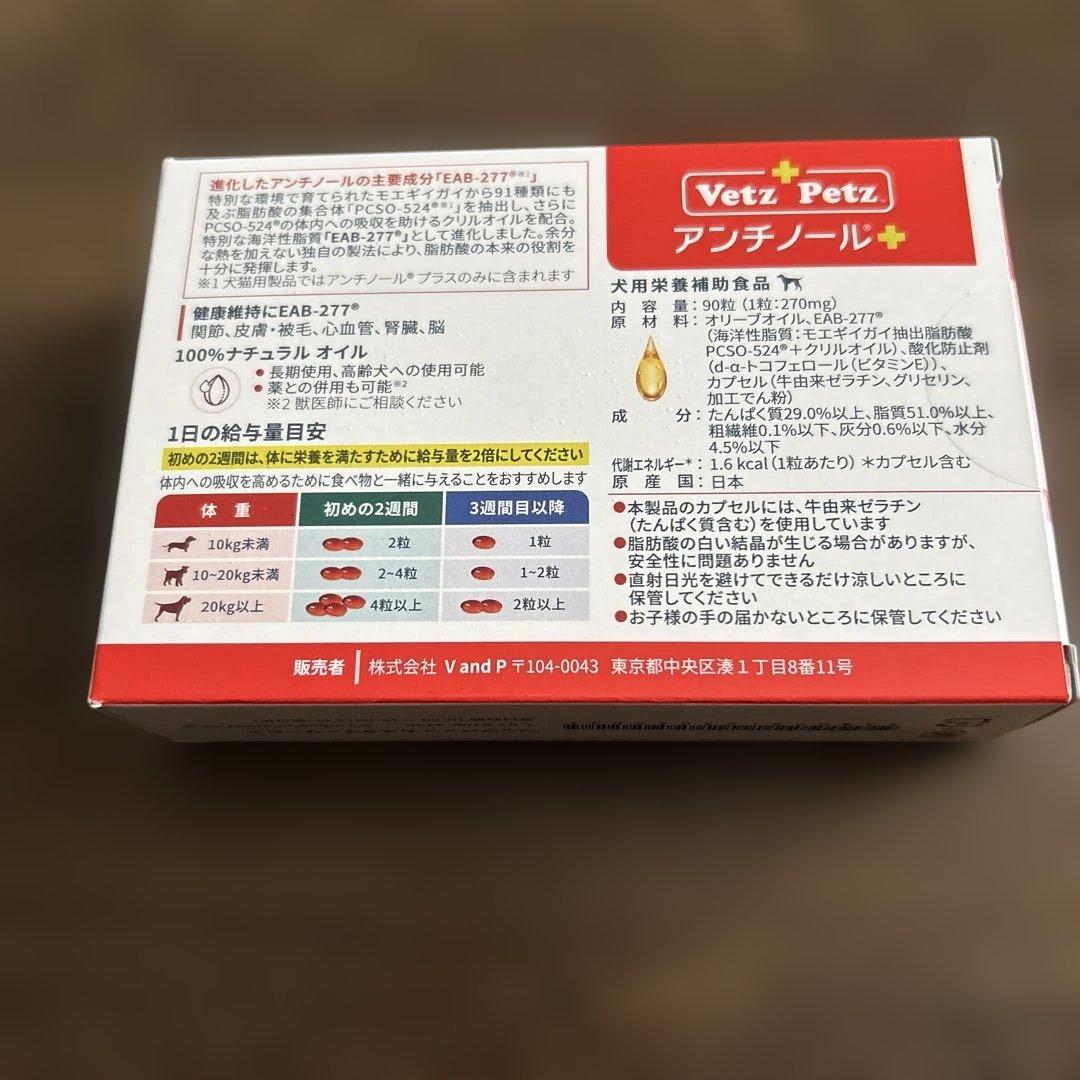 進化したアンチノールの主要成分「EAB-277®※1」
特別な環境で育てられたモエギイガイから91種類にも
及ぶ脂肪酸の集合体「PCSO-524®※1」を抽出し、さらに
PCSO-524®の体内への吸収を助けるクリルオイルを配合。
特別な海洋性脂質「EAB-277®」として進化しました。余分
な熱を加えない独自の製法により、脂肪酸の本来の役割を
十分に発揮します。
※1 犬猫用製品ではアンチノール®プラスのみに含まれます
健康維持にEAB-277®
関節、皮膚・被毛、心血管、腎臓、脳
100%ナチュラル オイル
● 長期使用、高齢犬への使用可能
● 薬との併用も可能※2
※2 獣医師にご相談ください
1日の給与量目安
初めの2週間は、体に栄養を満たすために給与量を2倍にしてください
体内への吸収を高めるために食べ物と一緒に与えることをおすすめします
体 重 初めの2週間 3週間目以降
10kg未満 2粒 1粒
10~20kg未満 2~4粒 1~2粒
20kg以上 4粒以上 2粒以上
Vetz Petz
アンチノール®+
犬用栄養補助食品
内容量：90粒（1粒：270mg）
原材料：オリーブオイル、EAB-277®
（海洋性脂質：モエギイガイ抽出脂肪酸
PCSO-524®＋クリルオイル）、酸化防止剤
（d-α-トコフェロール（ビタミンE））、
カプセル（牛由来ゼラチン、グリセリン、
加工でん粉）
成分：たんぱく質29.0%以上、脂質51.0%以上、
粗繊維0.1%以下、灰分0.6%以下、水分
4.5%以下
代謝エネルギー*：1.6 kcal（1粒あたり）＊カプセル含む
原産国：日本
●本製品のカプセルには、牛由来ゼラチン
（たんぱく質含む）を使用しています
●脂肪酸の白い結晶が生じる場合がありますが、
安全性に問題ありません
●直射日光を避けてできるだけ涼しいところに
保管してください
●お子様の手の届かないところに保管してください
販売者 株式会社 V and P 〒104-0043 東京都中央区湊1丁目8番11号